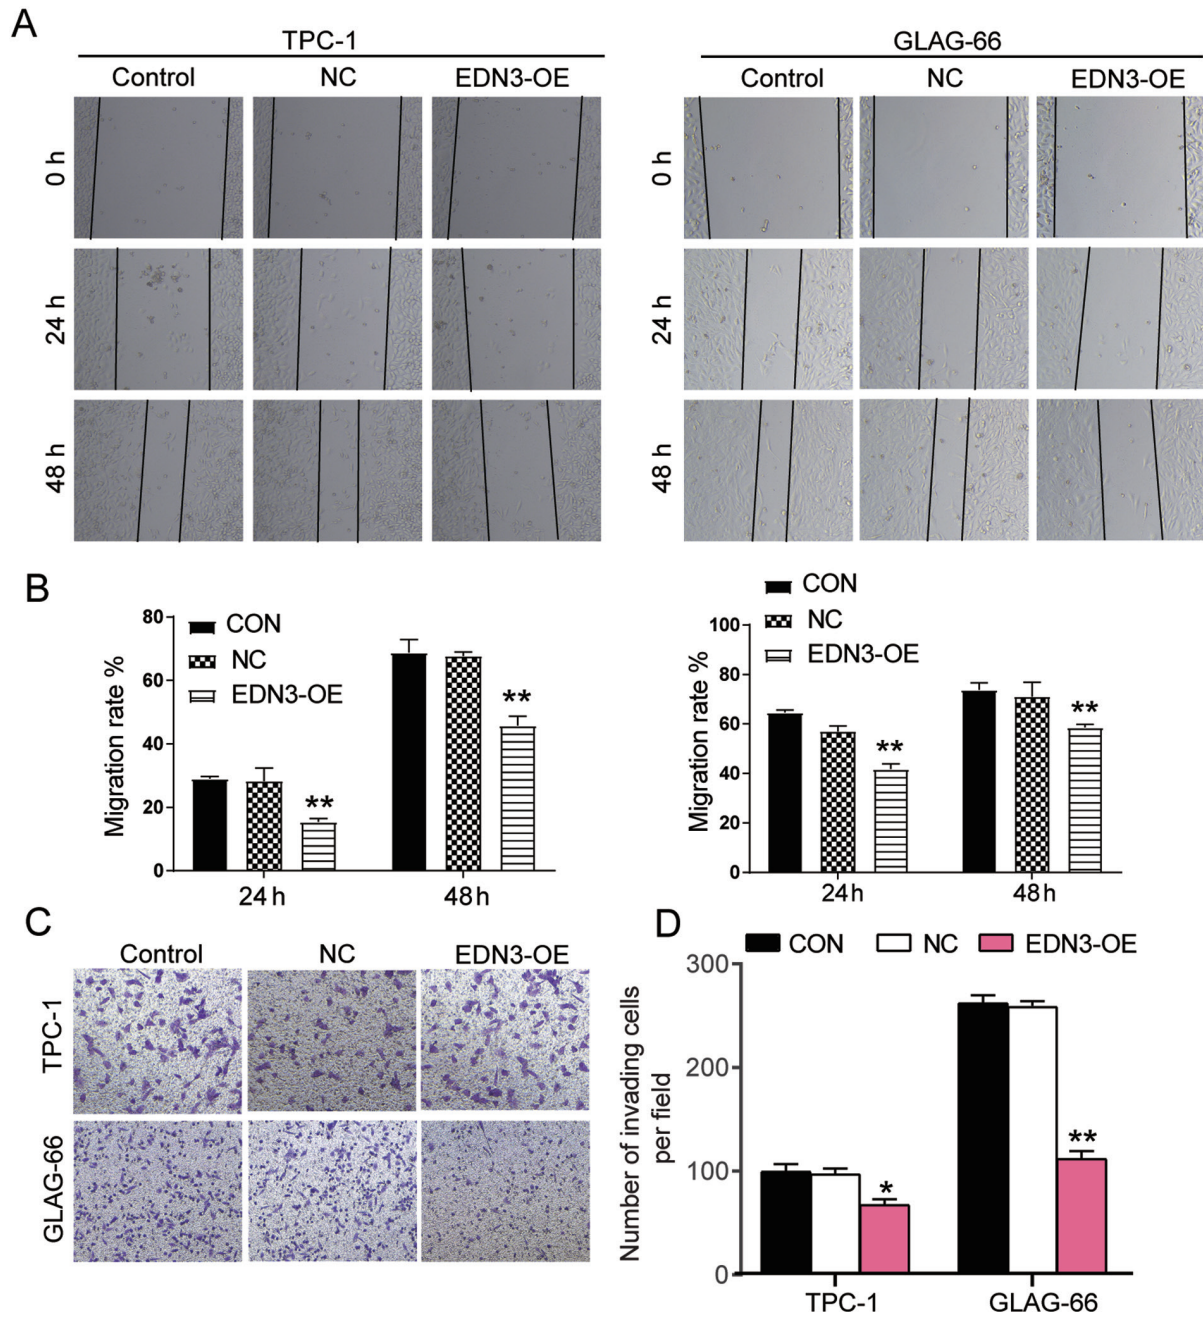 A
TPC-1
GLAG-66
Control NC EDN3-OE
Control NC EDN3-OE
0 h
0 h
24 h
24 h
48 h
48 h
B
Migration rate %
80
60
40
20
0
CON
NC
EDN3-OE
**
**
24 h 48 h
Migration rate %
100
80
60
40
20
0
CON
NC
EDN3-OE
**
**
24 h 48 h
C
Control NC EDN3-OE
TPC-1
GLAG-66
D
CON NC EDN3-OE
Number of invading cells
per field
300
200
100
0
*
**
TPC-1 GLAG-66